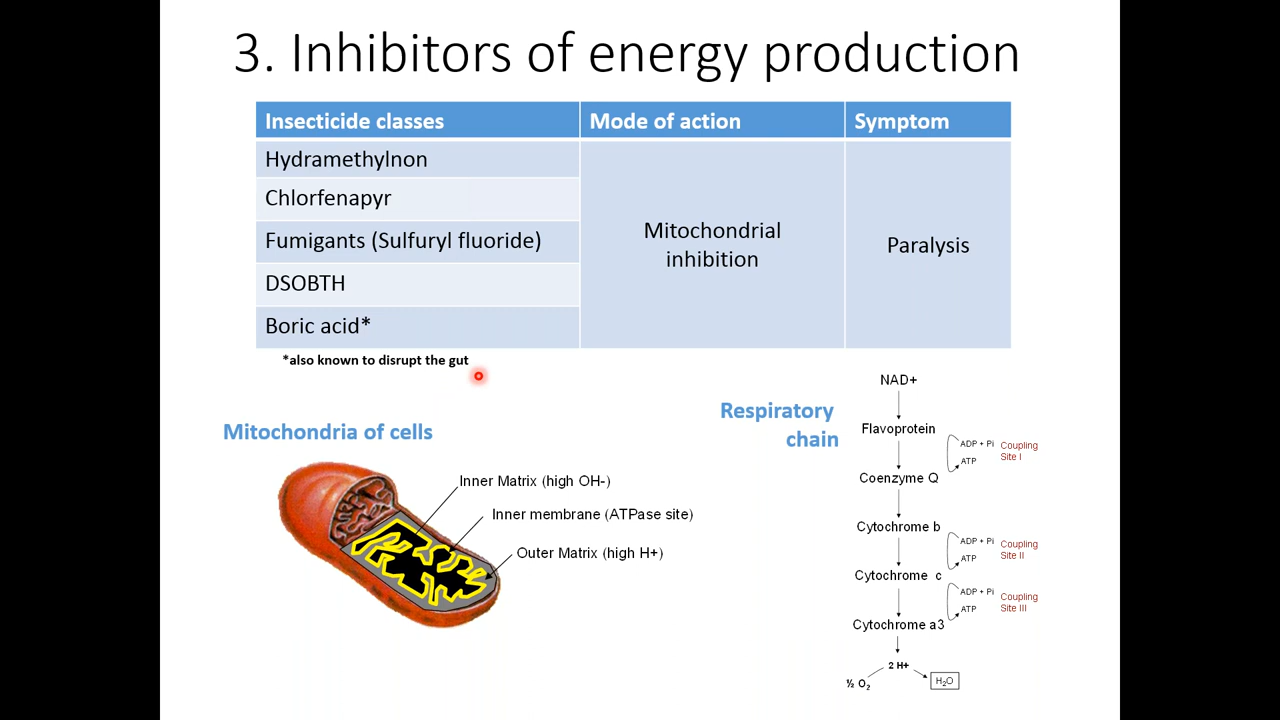 3. Inhibitors of energy production
Insecticide classes
Mode of action
Symptom
Hydramethylnon
Chlorfenapyr
Fumigants (Sulfuryl fluoride)
DSOBTH
Boric acid*
Mitochondrial
inhibition
Paralysis
*also known to disrupt the gut
Mitochondria of cells
Inner Matrix (high OH-)
Inner membrane (ATPase site)
Outer Matrix (high H+)
Respiratory
chain
NAD+
Flavoprotein
ADP + Pi
ATP
Coupling
Site I
Coenzyme Q
Cytochrome b
ADP + Pi
ATP
Coupling
Site II
Cytochrome c
ADP + Pi
ATP
Coupling
Site III
Cytochrome a3
2 H+
½ O₂
H₂O